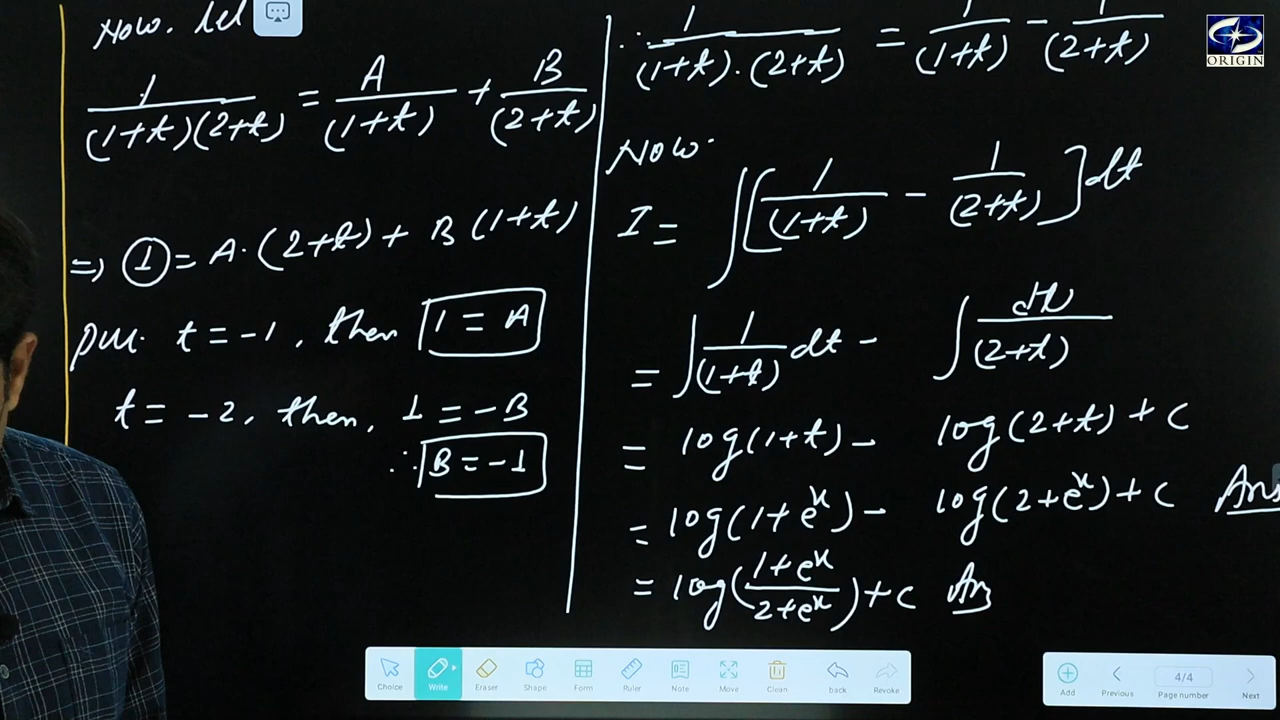 Now. let
1/((1+t)(2+t)) = A/(1+t) + B/(2+t)
⇒ ① = A·(2+t) + B(1+t)
put t = -1, then 1 = A
t = -2, then, 1 = -B
∴ B = -1
∴ 1/((1+t)·(2+t)) = 1/(1+t) - 1/(2+t)
Now
I = ∫[1/(1+t) - 1/(2+t)]dt
= ∫1/(1+t) dt - ∫dt/(2+t)
= log(1+t) - log(2+t) + c
= log(1+eˣ) - log(2+eˣ) + c Ans
= log((1+eˣ)/(2+eˣ)) + c Ans
ORIGIN
Choice Write Eraser Shape Form Ruler Note Move Clean back Revoke
Add Previous 4/4 Page number Next